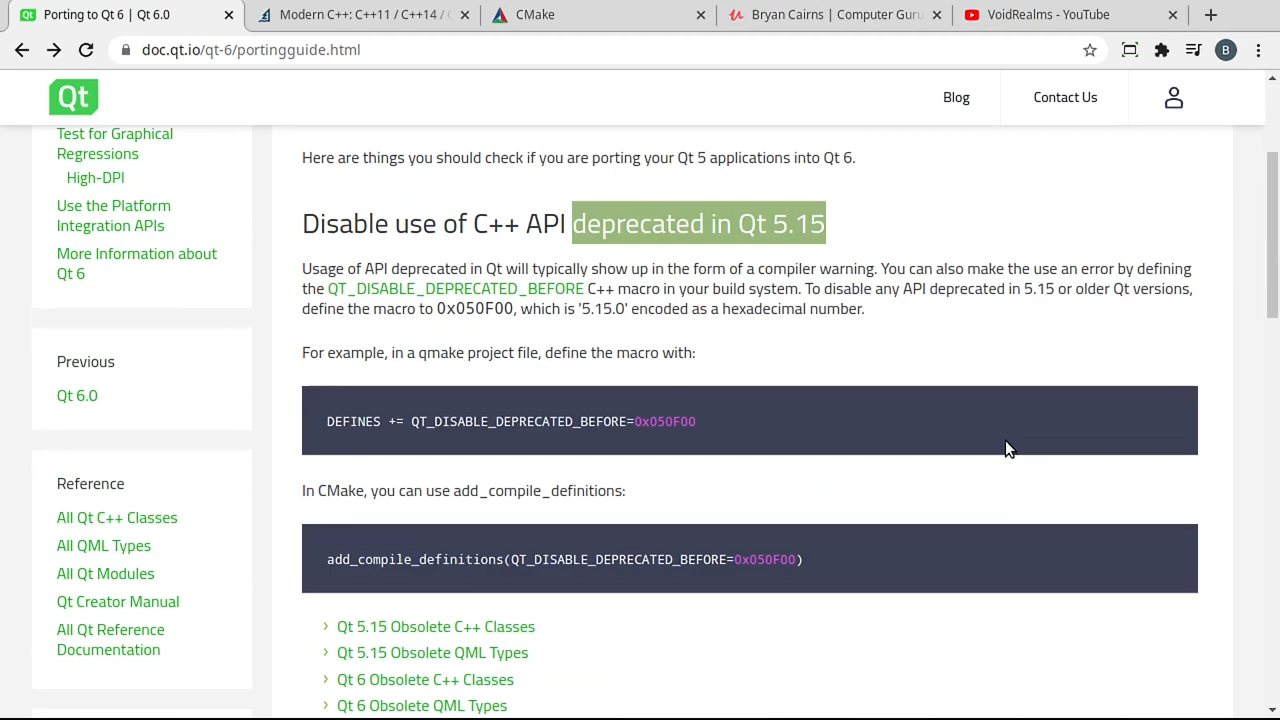 Porting to Qt 6 | Qt 6.0
Modern C++: C++11 / C++14 / C
CMake
Bryan Cairns | Computer Guru
VoidRealms - YouTube
doc.qt.io/qt-6/portingguide.html
B
Qt
Blog
Contact Us
Test for Graphical
Regressions
High-DPI
Use the Platform
Integration APIs
More Information about
Qt 6
Previous
Qt 6.0
Reference
All Qt C++ Classes
All QML Types
All Qt Modules
Qt Creator Manual
All Qt Reference
Documentation
Here are things you should check if you are porting your Qt 5 applications into Qt 6.
Disable use of C++ API deprecated in Qt 5.15
Usage of API deprecated in Qt will typically show up in the form of a compiler warning. You can also make the use an error by defining
the QT_DISABLE_DEPRECATED_BEFORE C++ macro in your build system. To disable any API deprecated in 5.15 or older Qt versions,
define the macro to 0x050F00, which is '5.15.0' encoded as a hexadecimal number.
For example, in a qmake project file, define the macro with:
DEFINES += QT_DISABLE_DEPRECATED_BEFORE=0x050F00
In CMake, you can use add_compile_definitions:
add_compile_definitions(QT_DISABLE_DEPRECATED_BEFORE=0x050F00)
Qt 5.15 Obsolete C++ Classes
Qt 5.15 Obsolete QML Types
Qt 6 Obsolete C++ Classes
Qt 6 Obsolete QML Types